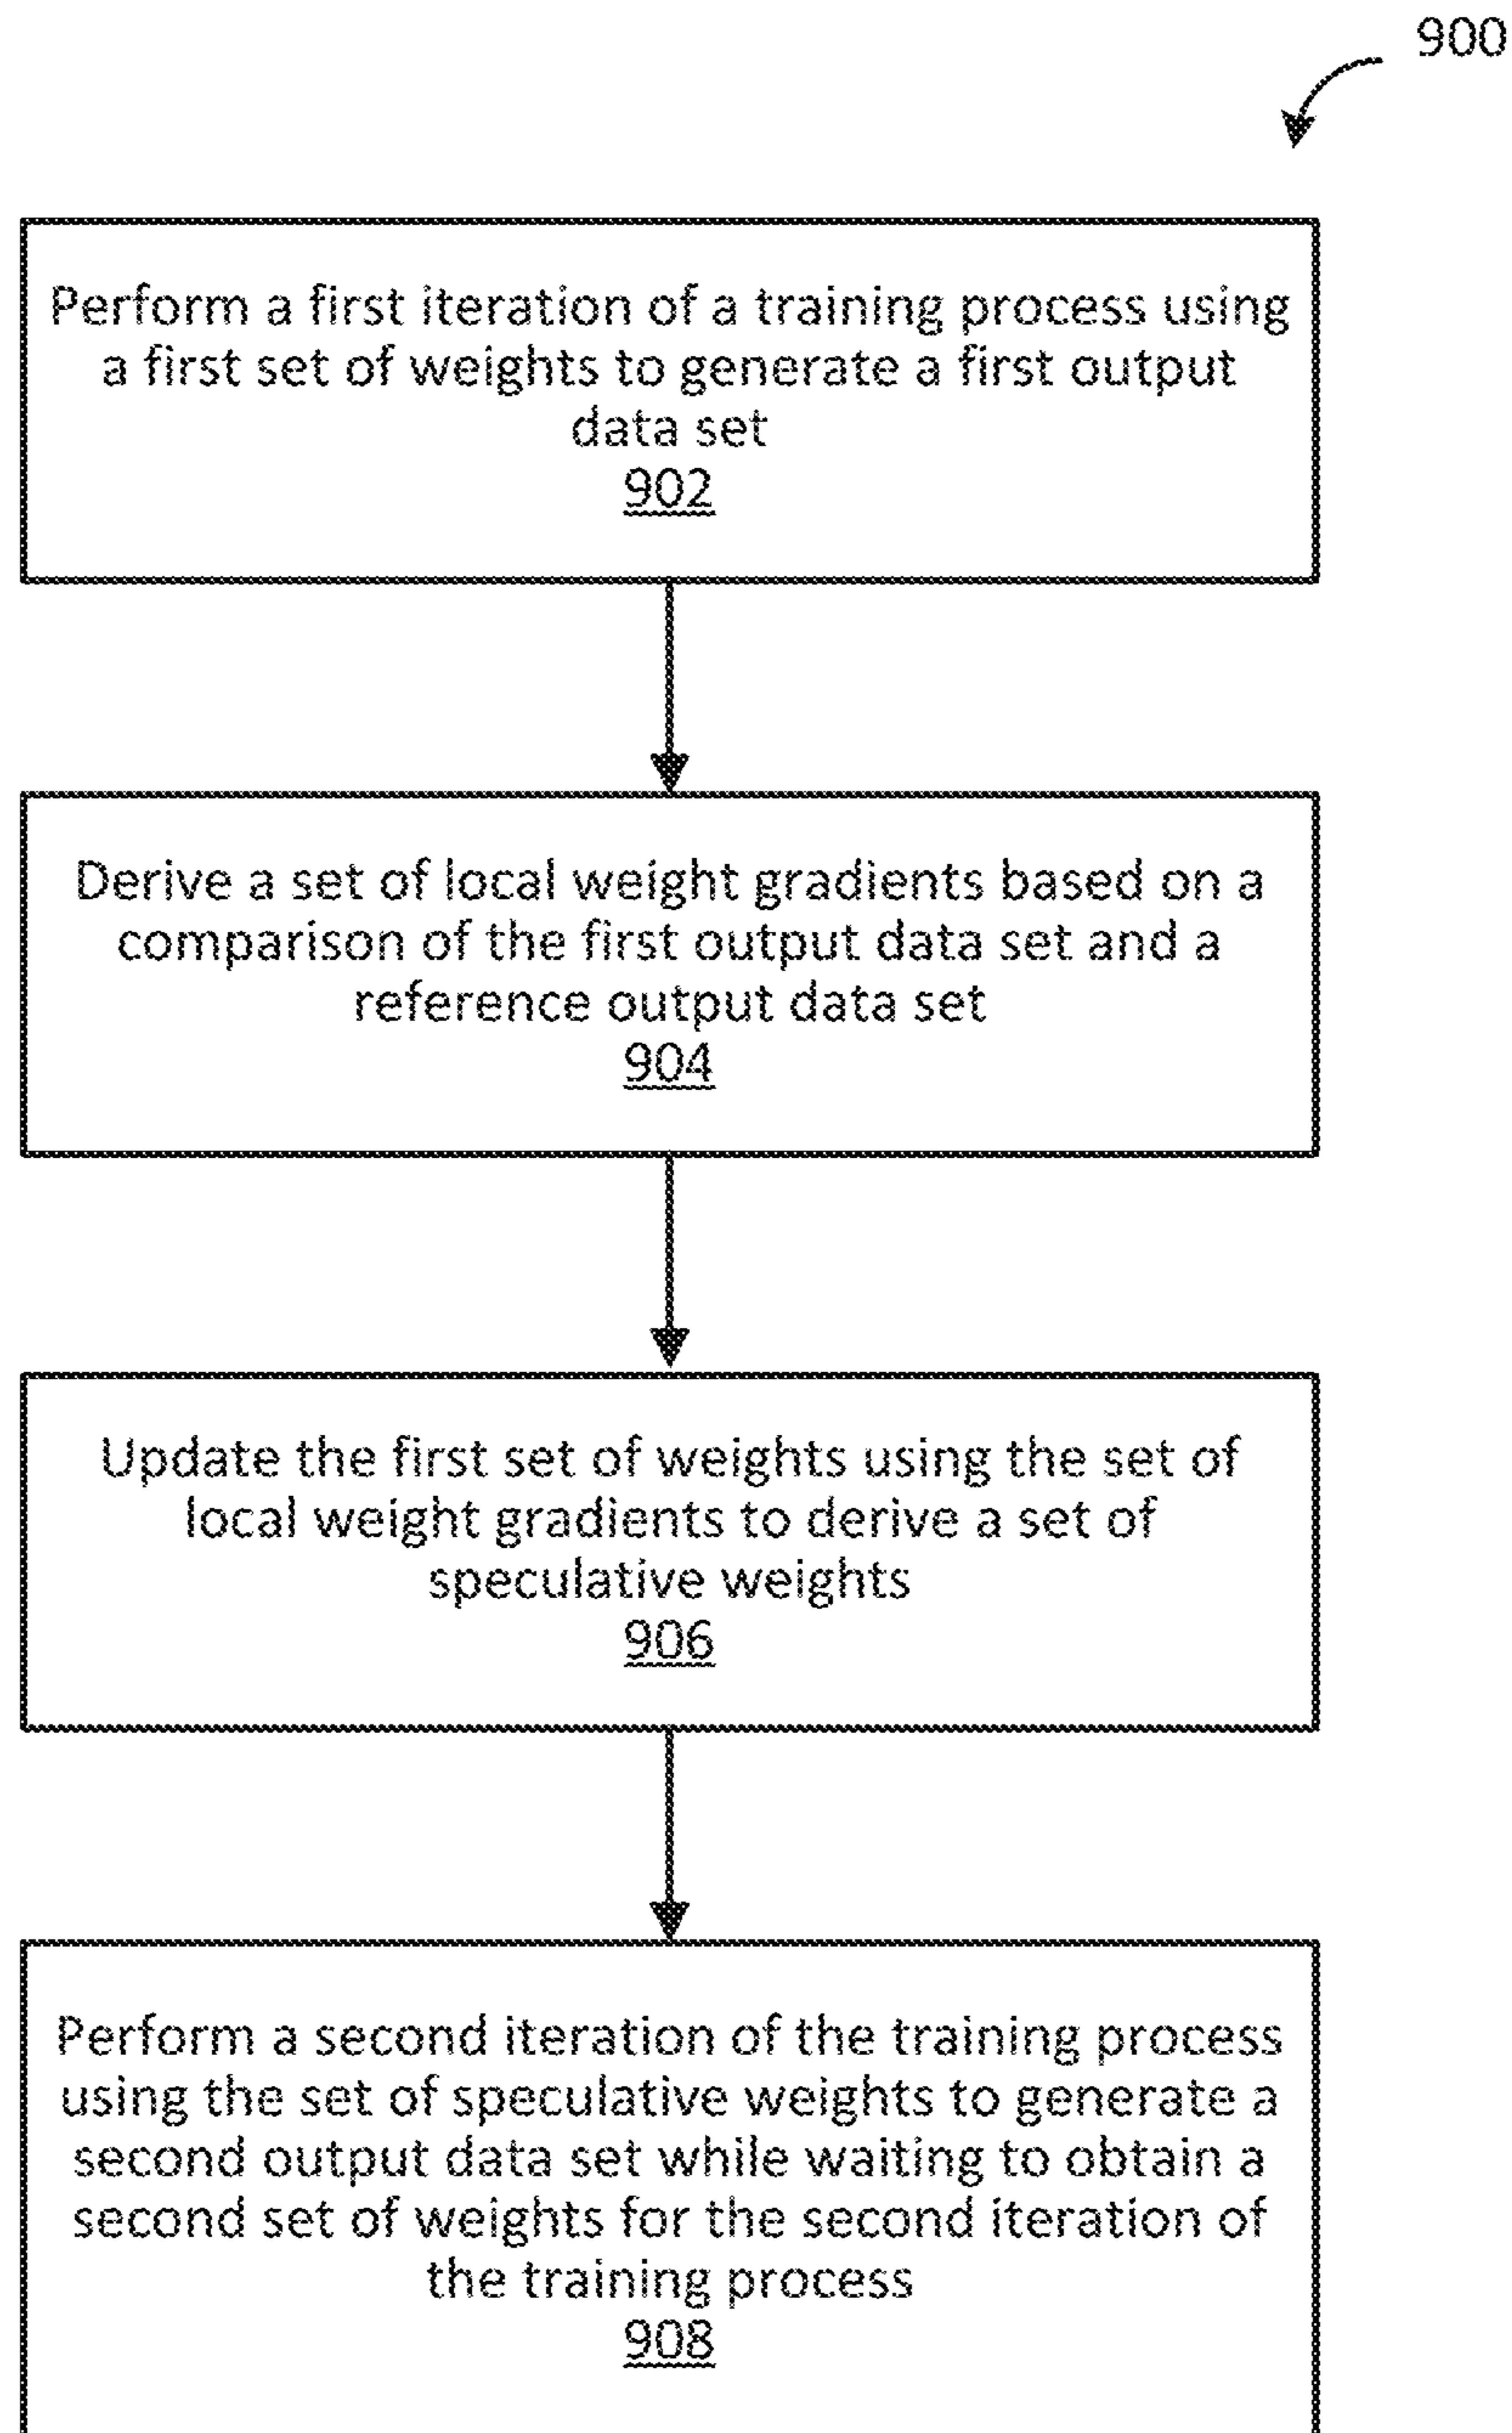 900
Perform a first iteration of a training process using
a first set of weights to generate a first output
data set
902
Derive a set of local weight gradients based on a
comparison of the first output data set and a
reference output data set
904
Update the first set of weights using the set of
local weight gradients to derive a set of
speculative weights
906
Perform a second iteration of the training process
using the set of speculative weights to generate a
second output data set while waiting to obtain a
second set of weights for the second iteration of
the training process
908